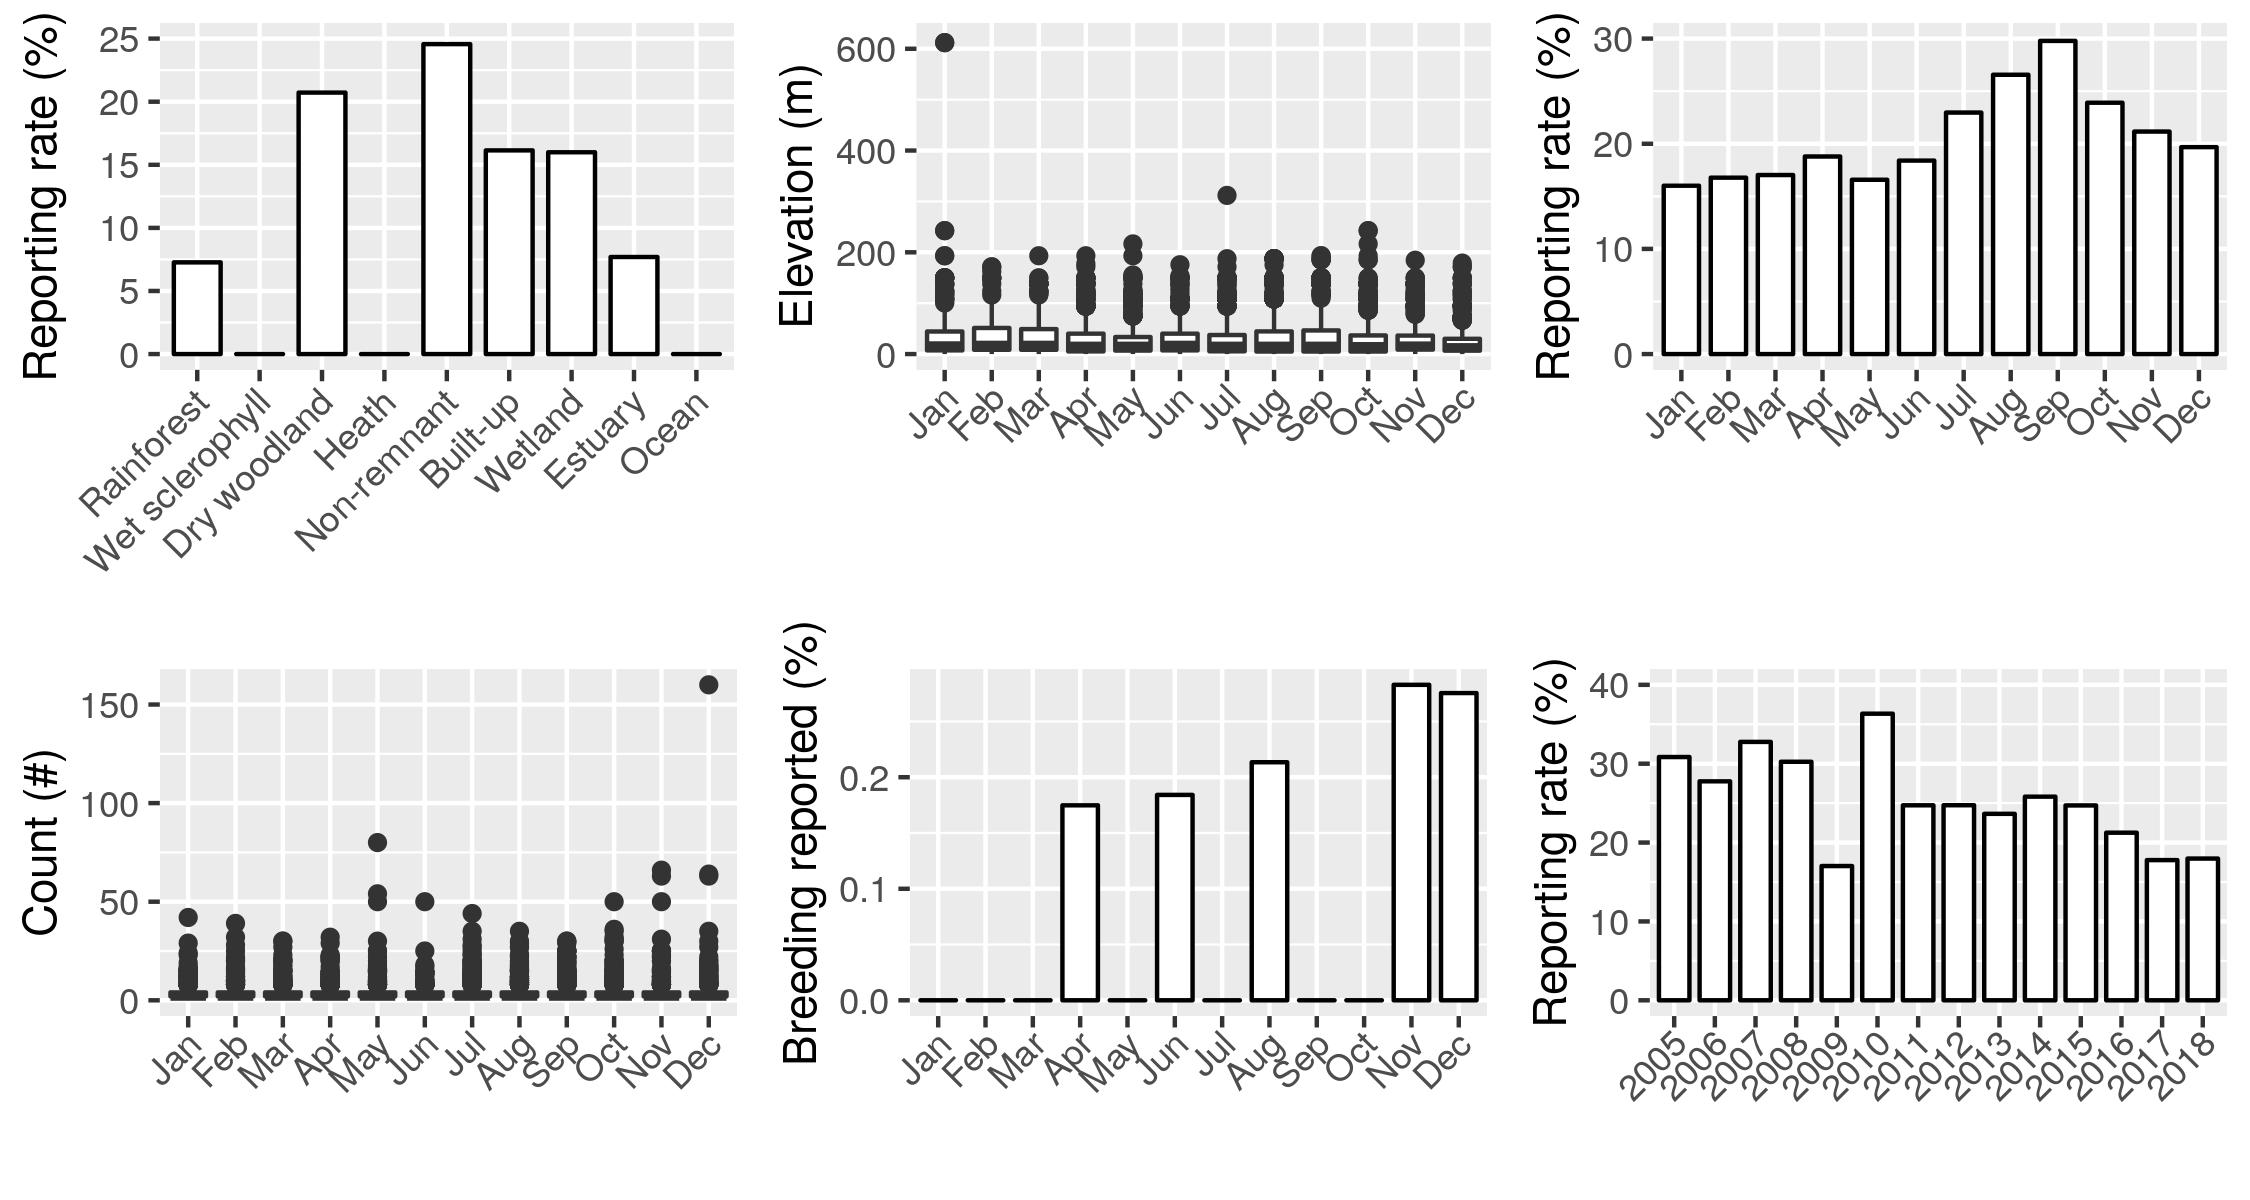 Reporting rate (%)
25
20
15
10
5
0
Rainforest
Wet sclerophyll
Dry woodland
Heath
Non-remnant
Built-up
Wetland
Estuary
Ocean
Elevation (m)
600
400
200
0
Jan
Feb
Mar
Apr
May
Jun
Jul
Aug
Sep
Oct
Nov
Dec
Reporting rate (%)
30
20
10
0
Jan
Feb
Mar
Apr
May
Jun
Jul
Aug
Sep
Oct
Nov
Dec
Count (#)
150
100
50
0
Jan
Feb
Mar
Apr
May
Jun
Jul
Aug
Sep
Oct
Nov
Dec
Breeding reported (%)
0.2
0.1
0.0
Jan
Feb
Mar
Apr
May
Jun
Jul
Aug
Sep
Oct
Nov
Dec
Reporting rate (%)
40
30
20
10
0
2005
2006
2007
2008
2009
2010
2011
2012
2013
2014
2015
2016
2017
2018